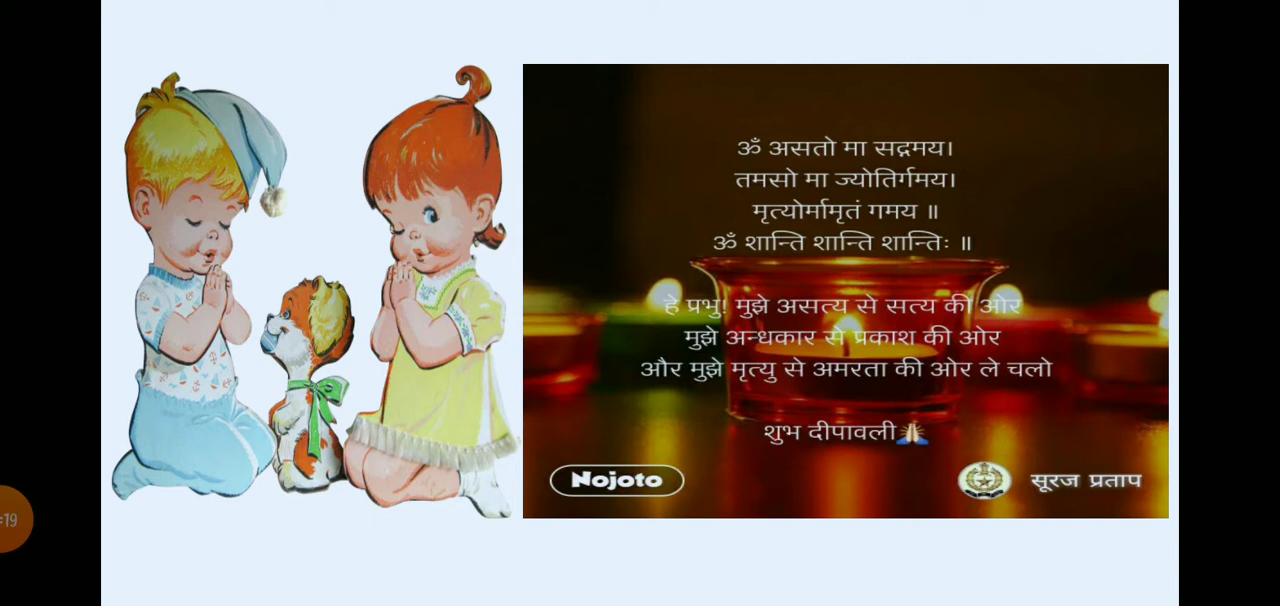 ॐ असतो मा सद्गमय।
तमसो मा ज्योतिर्गमय।
मृत्योर्मामृतं गमय ॥
ॐ शान्ति शान्ति शान्तिः ॥
हे प्रभु! मुझे असत्य से सत्य की ओर
मुझे अन्धकार से प्रकाश की ओर
और मुझे मृत्यु से अमरता की ओर ले चलो
शुभ दीपावली🙏🏻
Nojoto
सूरज प्रताप
:19